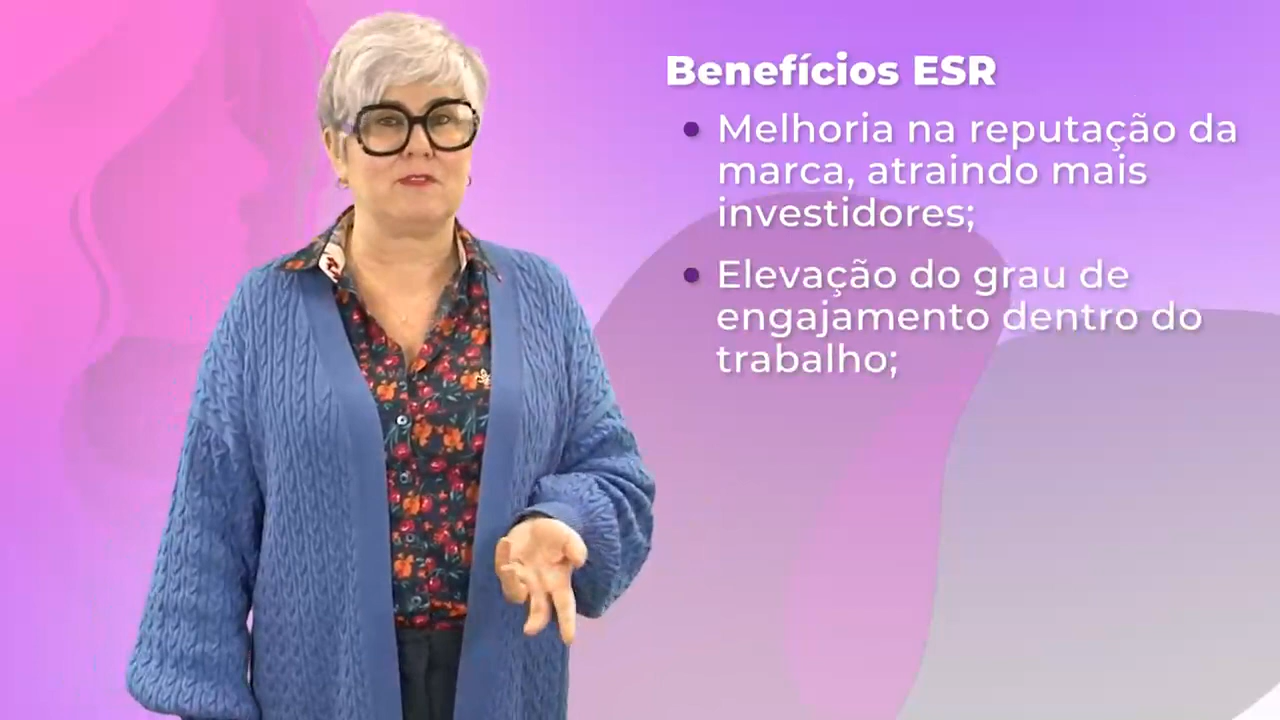 Benefícios ESR
• Melhoria na reputação da
marca, atraindo mais
investidores;
• Elevação do grau de
engajamento dentro do
trabalho;